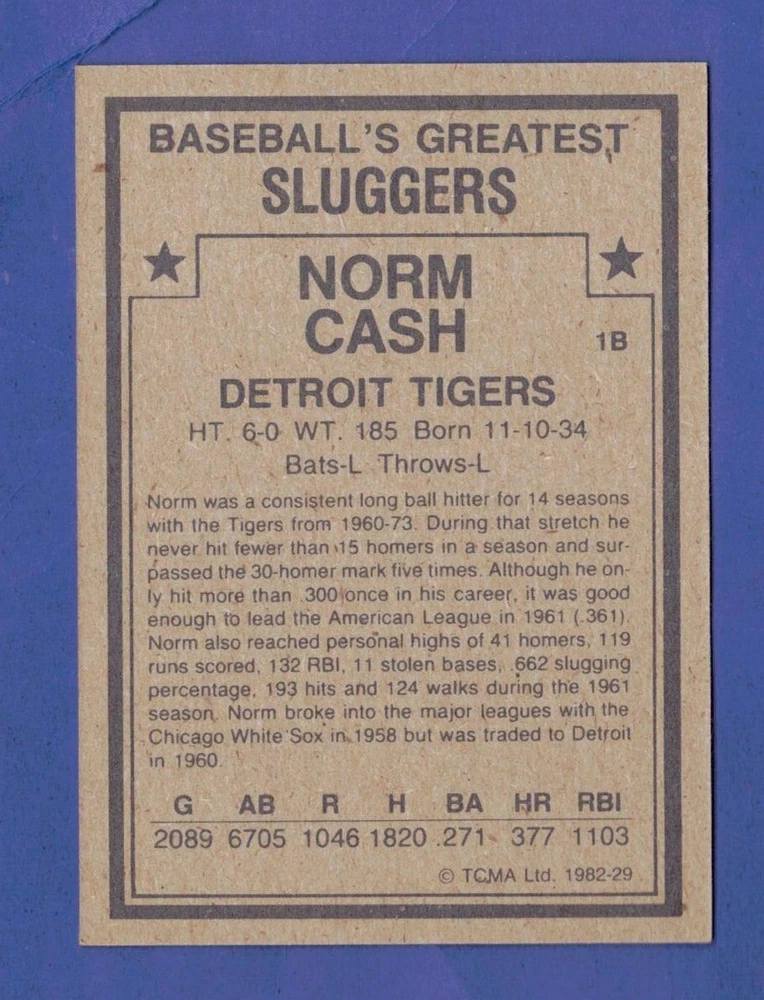 BASEBALL'S GREATEST
SLUGGERS
NORM
CASH
1B
DETROIT TIGERS
HT. 6-0 WT. 185 Born 11-10-34
Bats-L Throws-L
Norm was a consistent long ball hitter for 14 seasons
with the Tigers from 1960-73. During that stretch he
never hit fewer than 15 homers in a season and sur-
passed the 30-homer mark five times. Although he on-
ly hit more than .300 once in his career, it was good
enough to lead the American League in 1961 (.361).
Norm also reached personal highs of 41 homers, 119
runs scored, 132 RBI, 11 stolen bases, .662 slugging
percentage, 193 hits and 124 walks during the 1961
season. Norm broke into the major leagues with the
Chicago White Sox in 1958 but was traded to Detroit
in 1960.
G AB R H BA HR RBI
2089 6705 1046 1820 .271 377 1103
© TCMA Ltd. 1982-29